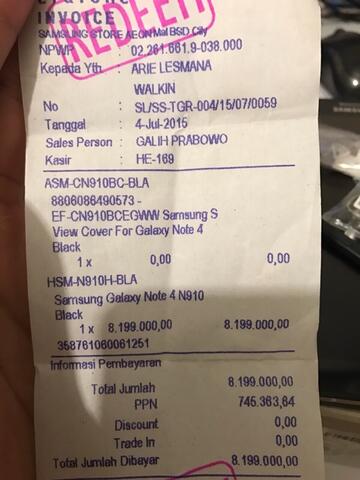 INVOICE
REDEEM
SAMSUNG STORE AEON Mall BSD City
NPWP : 02.261.661.9-038.000
Kepada Yth. : ARIE LESMANA
WALKIN
No : SL/SS-TGR-004/15/07/0059
Tanggal : 4-Jul-2015
Sales Person : GALIH PRABOWO
Kasir : HE-169
ASM-CN910BC-BLA
8806086490573 -
EF-CN910BCEGWW Samsung S
View Cover For Galaxy Note 4
Black
1 x 0,00 0,00
HSM-N910H-BLA
Samsung Galaxy Note 4 N910
Black
1 x 8.199.000,00 8.199.000,00
358761060061251
Informasi Pembayaran
Total Jumlah 8.199.000,00
PPN 745.363,64
Discount 0,00
Trade In 0,00
Total Jumlah Dibayar 8.199.000,00